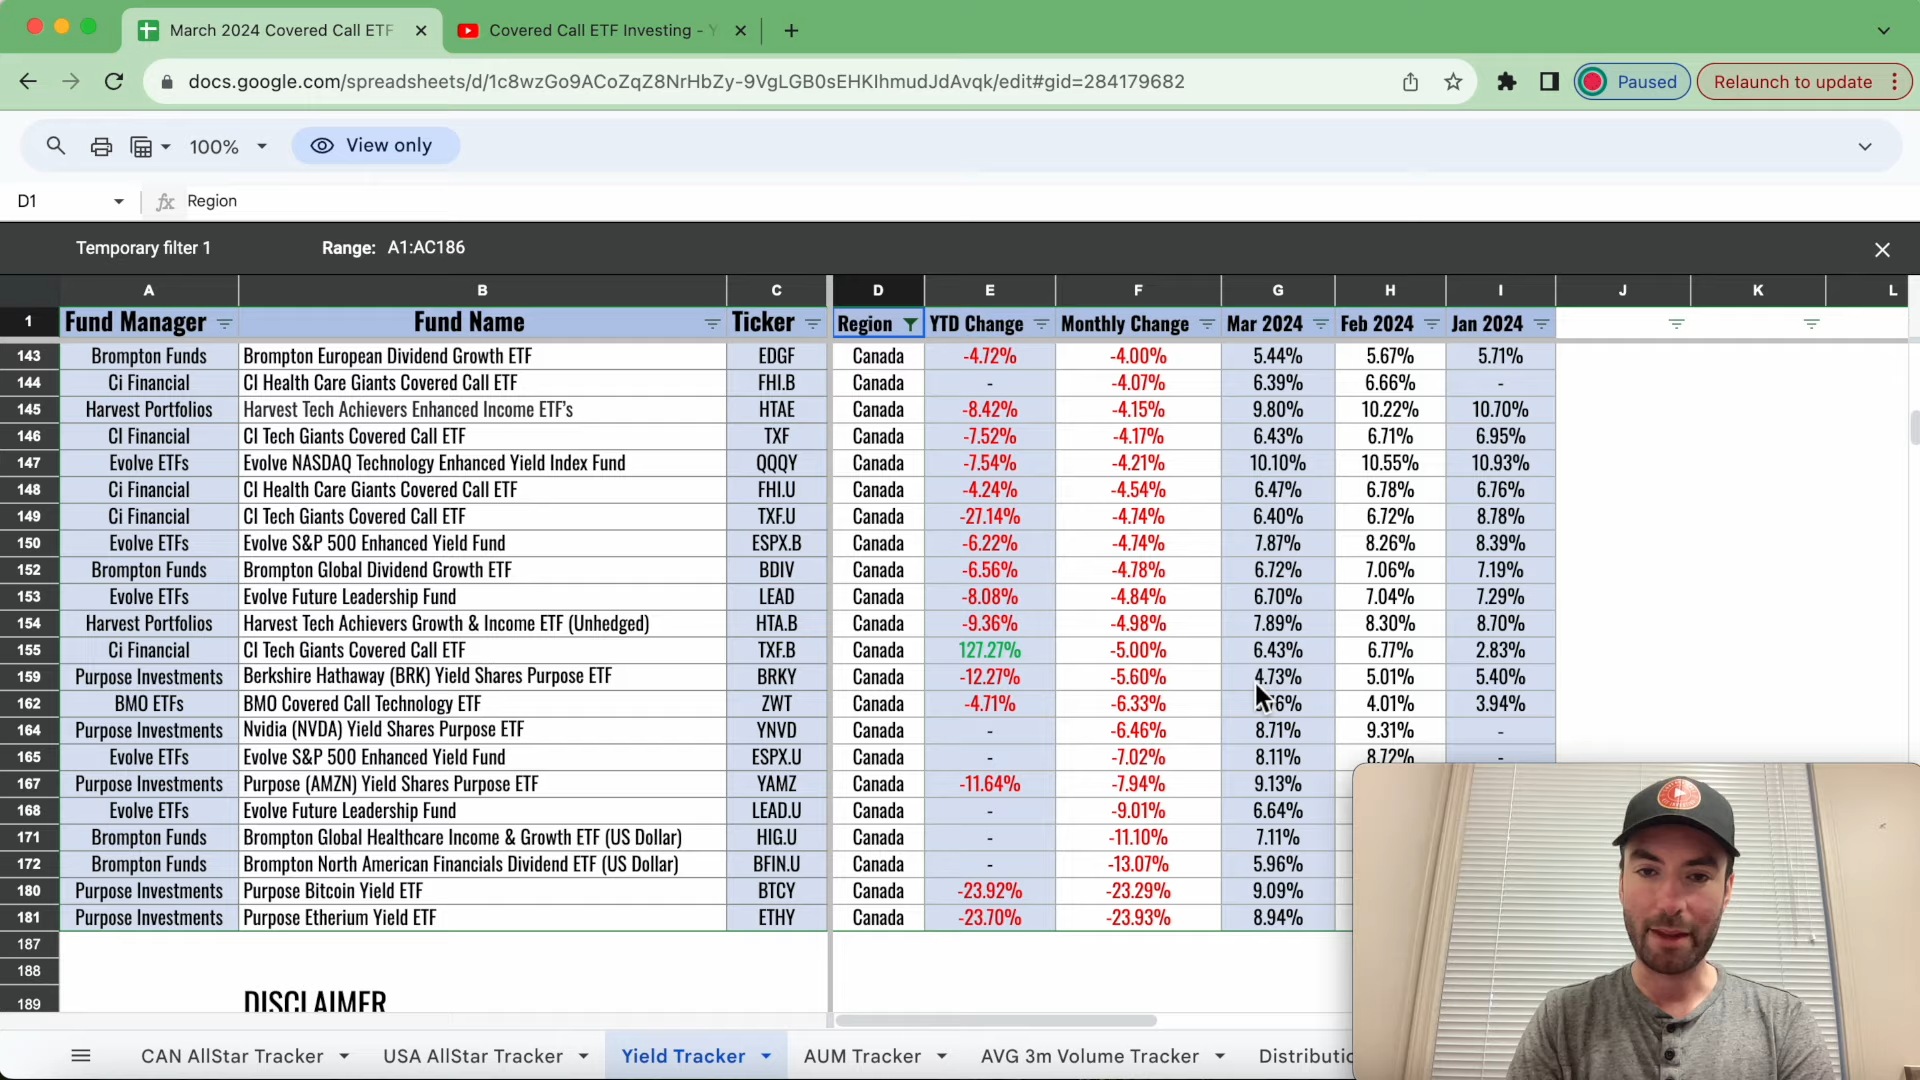 March 2024 Covered Call ETF
Covered Call ETF Investing - Y
docs.google.com/spreadsheets/d/1c8wzGo9ACoZqZ8NrHbZy-9VgLGB0sEHKIhmudJdAvqk/edit#gid=284179682
Paused
Relaunch to update
100%
View only
D1
fx
Region
Temporary filter 1 Range: A1:AC186
A B C D E F G H I J K L
1 Fund Manager Fund Name Ticker Region YTD Change Monthly Change Mar 2024 Feb 2024 Jan 2024
143 Brompton Funds Brompton European Dividend Growth ETF EDGF Canada -4.72% -4.00% 5.44% 5.67% 5.71%
144 Ci Financial CI Health Care Giants Covered Call ETF FHI.B Canada - -4.07% 6.39% 6.66% -
145 Harvest Portfolios Harvest Tech Achievers Enhanced Income ETF's HTAE Canada -8.42% -4.15% 9.80% 10.22% 10.70%
146 CI Financial CI Tech Giants Covered Call ETF TXF Canada -7.52% -4.17% 6.43% 6.71% 6.95%
147 Evolve ETFs Evolve NASDAQ Technology Enhanced Yield Index Fund QQQY Canada -7.54% -4.21% 10.10% 10.55% 10.93%
148 Ci Financial CI Health Care Giants Covered Call ETF FHI.U Canada -4.24% -4.54% 6.47% 6.78% 6.76%
149 Ci Financial CI Tech Giants Covered Call ETF TXF.U Canada -27.14% -4.74% 6.40% 6.72% 8.78%
150 Evolve ETFs Evolve S&P 500 Enhanced Yield Fund ESPX.B Canada -6.22% -4.74% 7.87% 8.26% 8.39%
152 Brompton Funds Brompton Global Dividend Growth ETF BDIV Canada -6.56% -4.78% 6.72% 7.06% 7.19%
153 Evolve ETFs Evolve Future Leadership Fund LEAD Canada -8.08% -4.84% 6.70% 7.04% 7.29%
154 Harvest Portfolios Harvest Tech Achievers Growth & Income ETF (Unhedged) HTA.B Canada -9.36% -4.98% 7.89% 8.30% 8.70%
155 Ci Financial CI Tech Giants Covered Call ETF TXF.B Canada 127.27% -5.00% 6.43% 6.77% 2.83%
159 Purpose Investments Berkshire Hathaway (BRK) Yield Shares Purpose ETF BRKY Canada -12.27% -5.60% 4.73% 5.01% 5.40%
162 BMO ETFs BMO Covered Call Technology ETF ZWT Canada -4.71% -6.33% 4.01% 3.94%
164 Purpose Investments Nvidia (NVDA) Yield Shares Purpose ETF YNVD Canada - -6.46% 8.71% 9.31% -
165 Evolve ETFs Evolve S&P 500 Enhanced Yield Fund ESPX.U Canada - -7.02% 8.11% 8.72% -
167 Purpose Investments Purpose (AMZN) Yield Shares Purpose ETF YAMZ Canada -11.64% -7.94% 9.13%
168 Evolve ETFs Evolve Future Leadership Fund LEAD.U Canada - -9.01% 6.64%
171 Brompton Funds Brompton Global Healthcare Income & Growth ETF (US Dollar) HIG.U Canada - -11.10% 7.11%
172 Brompton Funds Brompton North American Financials Dividend ETF (US Dollar) BFIN.U Canada - -13.07% 5.96%
180 Purpose Investments Purpose Bitcoin Yield ETF BTCY Canada -23.92% -23.29% 9.09%
181 Purpose Investments Purpose Etherium Yield ETF ETHY Canada -23.70% -23.93% 8.94%
187
188
189 DISCLAIMER
CAN AllStar Tracker USA AllStar Tracker Yield Tracker AUM Tracker AVG 3m Volume Tracker Distributio